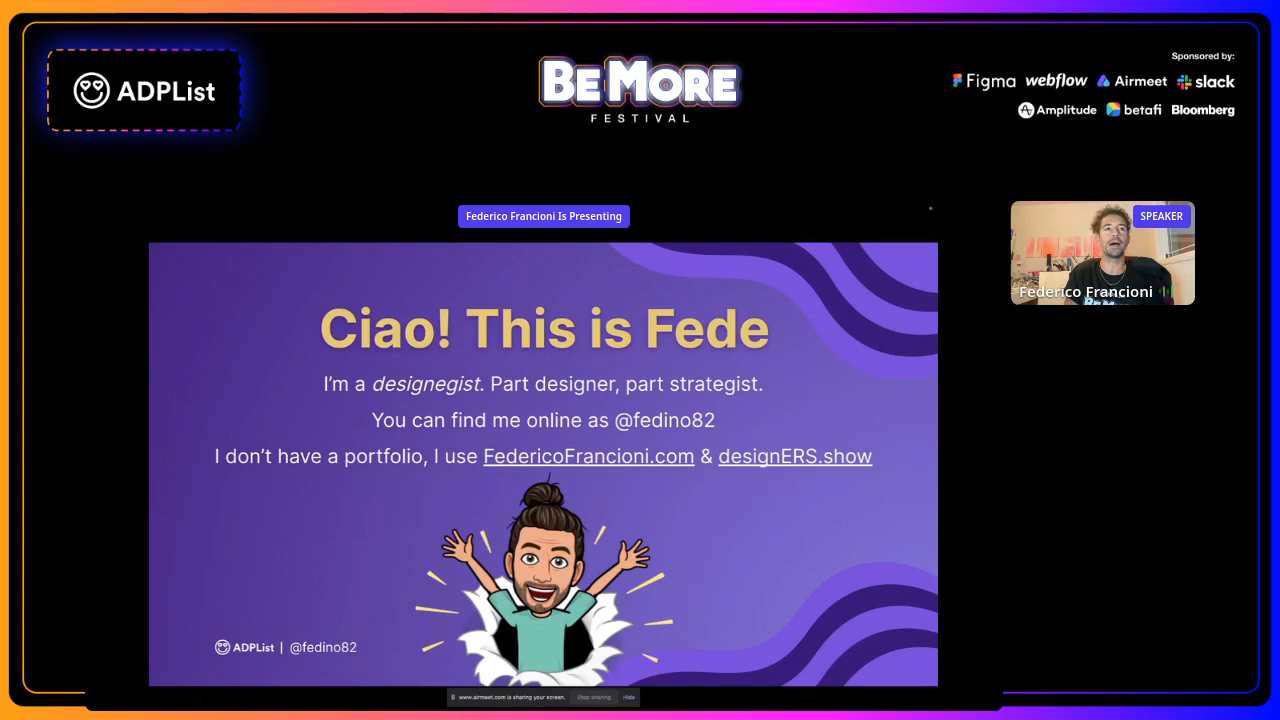 ADPList
BE MORE
FESTIVAL
Sponsored by:
Figma webflow Airmeet slack
Amplitude betafi Bloomberg
Federico Francioni Is Presenting
SPEAKER
Federico Francioni
Ciao! This is Fede
I'm a designegist. Part designer, part strategist.
You can find me online as @fedino82
I don't have a portfolio, I use FedericoFrancioni.com & designERS.show
ADPList | @fedino82
www.airmeet.com is sharing your screen. Stop sharing Hide